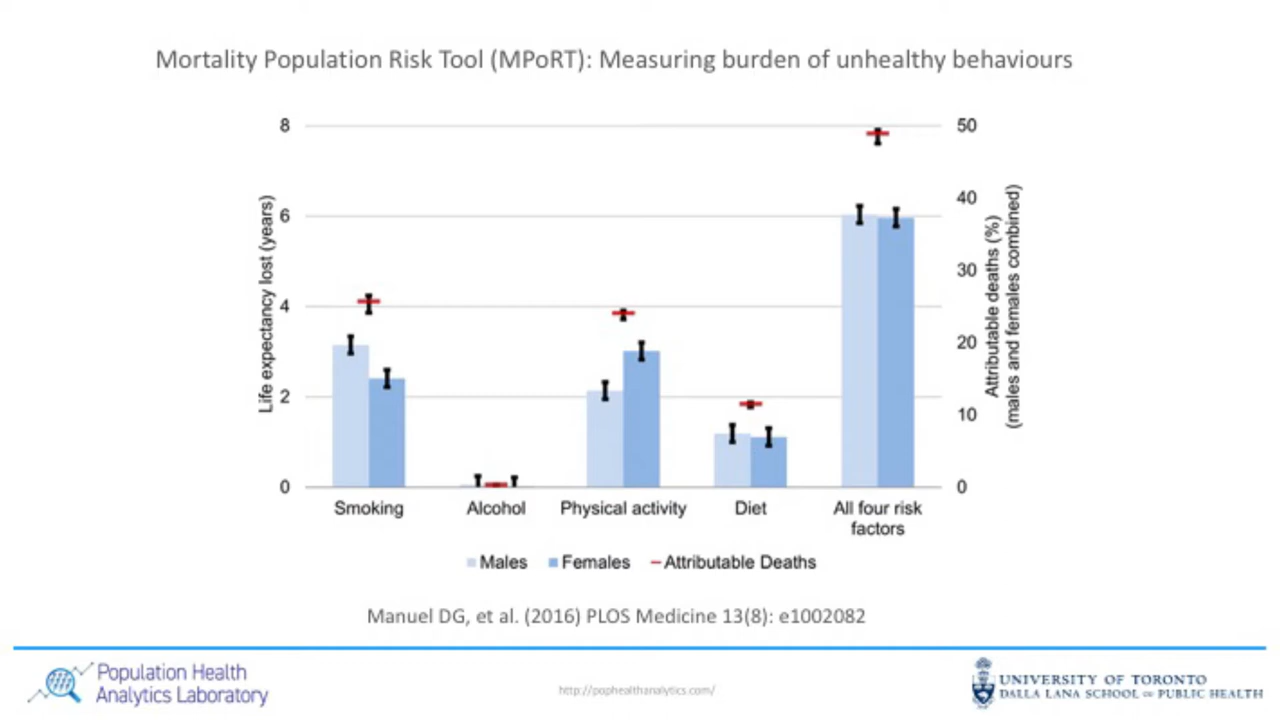 Mortality Population Risk Tool (MPoRT): Measuring burden of unhealthy behaviours
8
6
4
2
0
Life expectancy lost (years)
50
40
30
20
10
0
Attributable deaths (%)
(males and females combined)
Smoking
Alcohol
Physical activity
Diet
All four risk
factors
Males
Females
Attributable Deaths
Manuel DG, et al. (2016) PLOS Medicine 13(8): e1002082
Population Health
Analytics Laboratory
http://pophealthanalytics.com/
UNIVERSITY OF TORONTO
DALLA LANA SCHOOL OF PUBLIC HEALTH